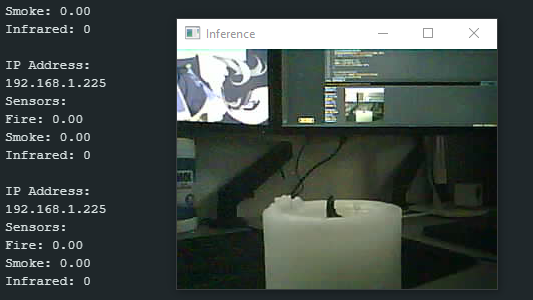 Smoke: 0.00
Infrared: 0
IP Address:
192.168.1.225
Sensors:
Fire: 0.00
Smoke: 0.00
Infrared: 0
IP Address:
192.168.1.225
Sensors:
Fire: 0.00
Smoke: 0.00
Infrared: 0
Inference